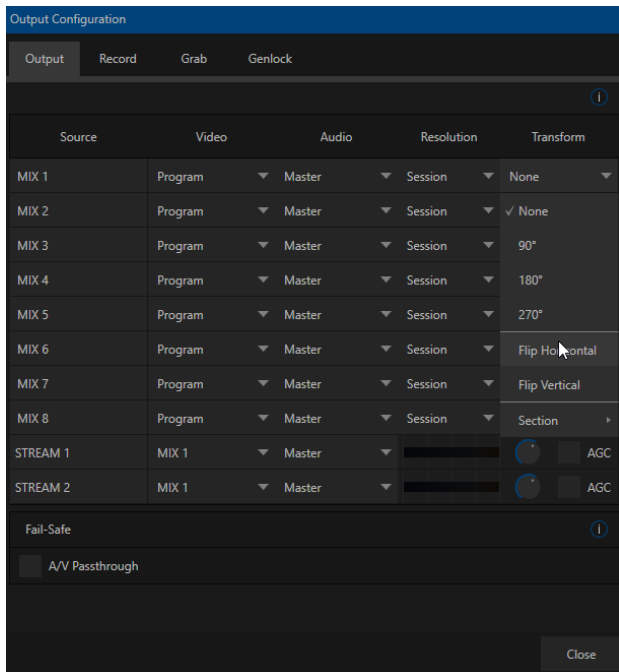 Output Configuration
Output Record Grab Genlock
Source Video Audio Resolution Transform
MIX 1 Program Master Session None
MIX 2 Program Master Session ✓ None
MIX 3 Program Master Session 90°
MIX 4 Program Master Session 180°
MIX 5 Program Master Session 270°
MIX 6 Program Master Session Flip Horizontal
MIX 7 Program Master Session Flip Vertical
MIX 8 Program Master Session Section
STREAM 1 MIX 1 Master AGC
STREAM 2 MIX 1 Master AGC
Fail-Safe
A/V Passthrough
Close